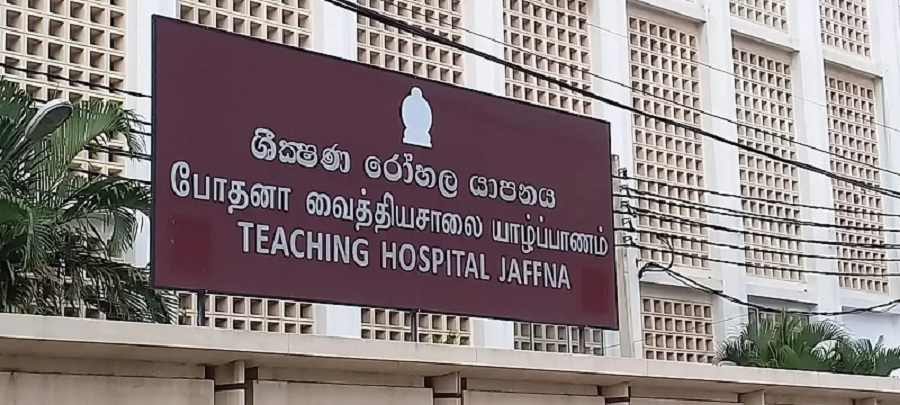 ශීක්ෂණ රෝහල යාපනය
போதனா வைத்தியசாலை யாழ்ப்பாணம்
TEACHING HOSPITAL JAFFNA